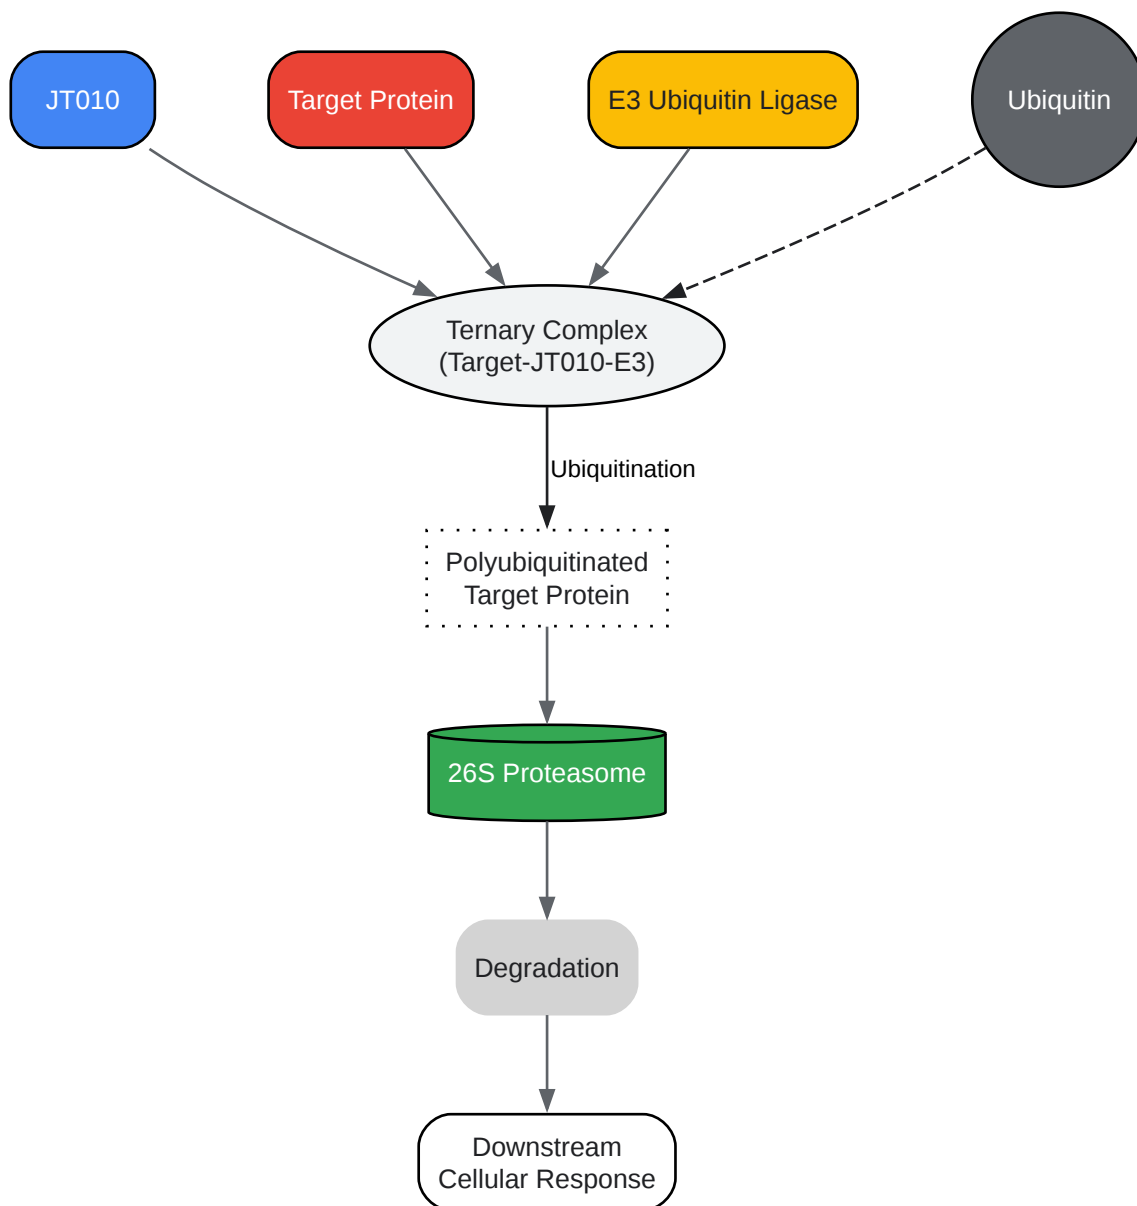 JT010
Target Protein
E3 Ubiquitin Ligase
Ubiquitin
Ternary Complex
(Target-JT010-E3)
Ubiquitination
Polyubiquitinated
Target Protein
26S Proteasome
Degradation
Downstream
Cellular Response